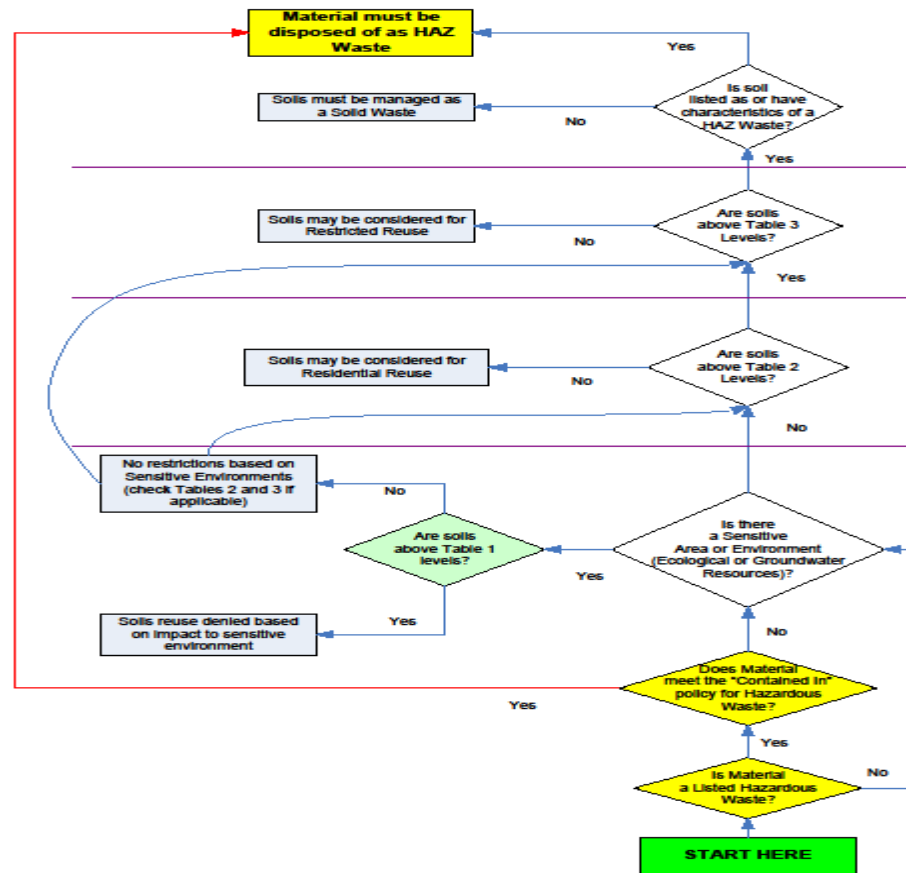 Material must be
disposed of as HAZ
Waste
Yes
Is soil
listed as or have
characteristics of a
HAZ Waste?
Soils must be managed as
a Solid Waste
No
Yes
Are soils
above Table 3
Levels?
Soils may be considered for
Restricted Reuse
No
Yes
Are soils
above Table 2
Levels?
Soils may be considered for
Residential Reuse
No
No
No restrictions based on
Sensitive Environments
(check Tables 2 and 3 if
applicable)
No
Is there
a Sensitive
Area or Environment
(Ecological or Groundwater
Resources)?
Are soils
above Table 1
levels?
Yes
Yes
Soils reuse denied based
on impact to sensitive
environment
No
Does Material
meet the "Contained In"
policy for Hazardous
Waste?
Yes
Yes
Is Material
a Listed Hazardous
Waste?
No
START HERE